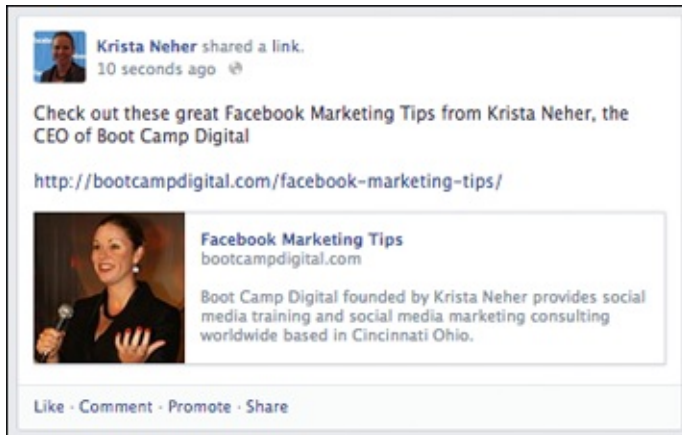 Krista Neher shared a link.
10 seconds ago
Check out these great Facebook Marketing Tips from Krista Neher, the
CEO of Boot Camp Digital
http://bootcampdigital.com/facebook-marketing-tips/
Facebook Marketing Tips
bootcampdigital.com
Boot Camp Digital founded by Krista Neher provides social
media training and social media marketing consulting
worldwide based in Cincinnati Ohio.
Like · Comment · Promote · Share